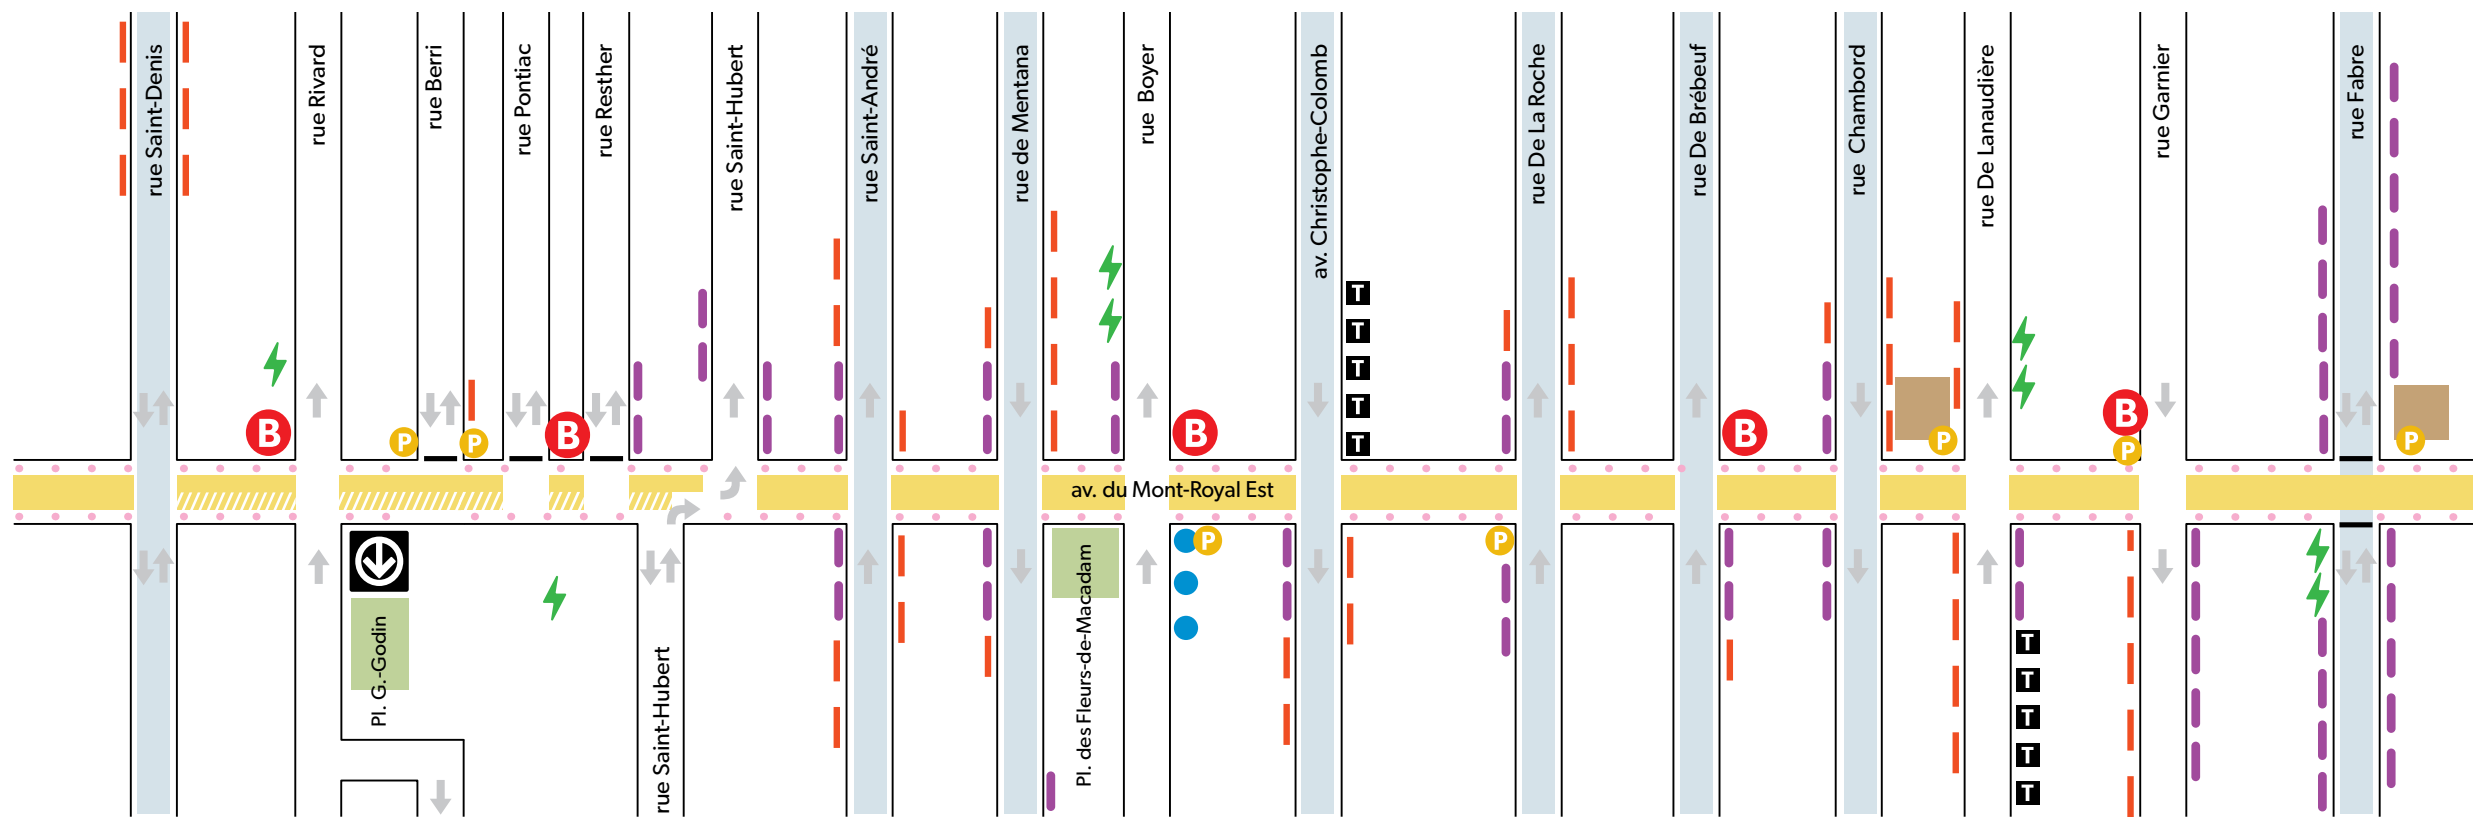 rue Saint-Denis
rue Rivard
rue Berri
rue Pontiac
rue Resther
rue Saint-Hubert
rue Saint-André
rue de Mentana
rue Boyer
av. Christophe-Colomb
rue De La Roche
rue De Brébeuf
rue Chambord
rue De Lanaudière
rue Garnier
rue Fabre
T
T
T
T
T
B
P
P
B
B
B
P
B
P
P
av. du Mont-Royal Est
P
P
Pl. G.-Godin
rue Saint-Hubert
Pl. des Fleurs-de-Macadam
T
T
T
T
T